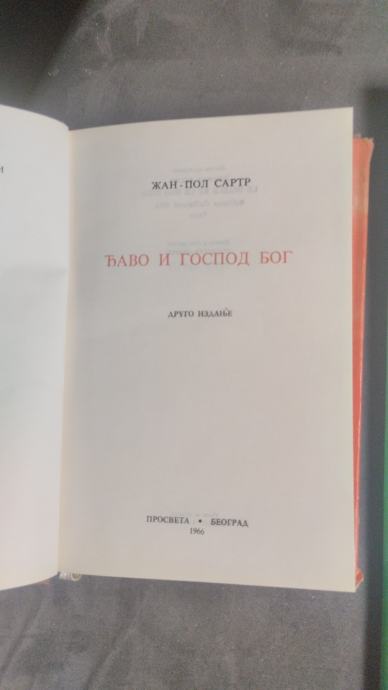 И
ЖАН-ПОЛ САРТР
ЂАВО И ГОСПОД БОГ
ДРУГО ИЗДАЊЕ
ПРОСВЕТА • БЕОГРАД
1966